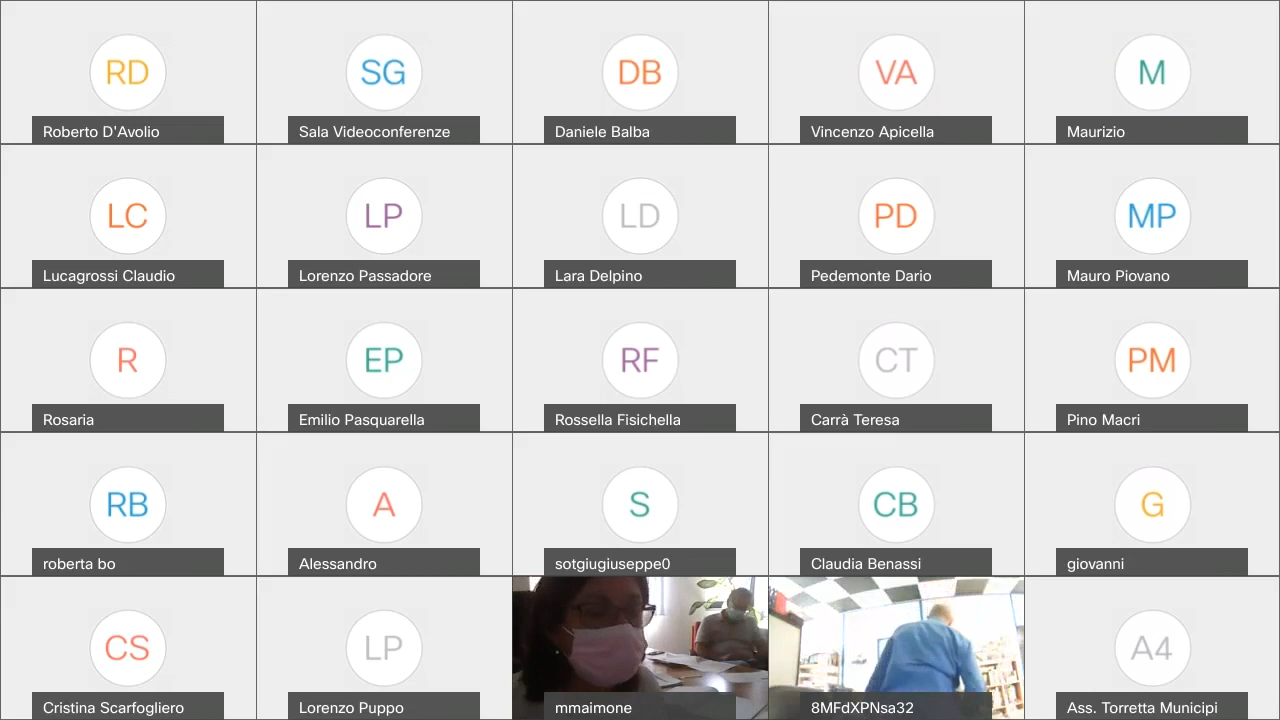 RD
Roberto D'Avolio
SG
Sala Videoconferenze
DB
Daniele Balba
VA
Vincenzo Apicella
M
Maurizio
LC
Lucagrossi Claudio
LP
Lorenzo Passadore
LD
Lara Delpino
PD
Pedemonte Dario
MP
Mauro Piovano
R
Rosaria
EP
Emilio Pasquarella
RF
Rossella Fisichella
CT
Carrà Teresa
PM
Pino Macri
RB
roberta bo
A
Alessandro
S
sotgiugiuseppe0
CB
Claudia Benassi
G
giovanni
CS
Cristina Scarfogliero
LP
Lorenzo Puppo
mmaimone
8MFdXPNsa32
A4
Ass. Torretta Municipi